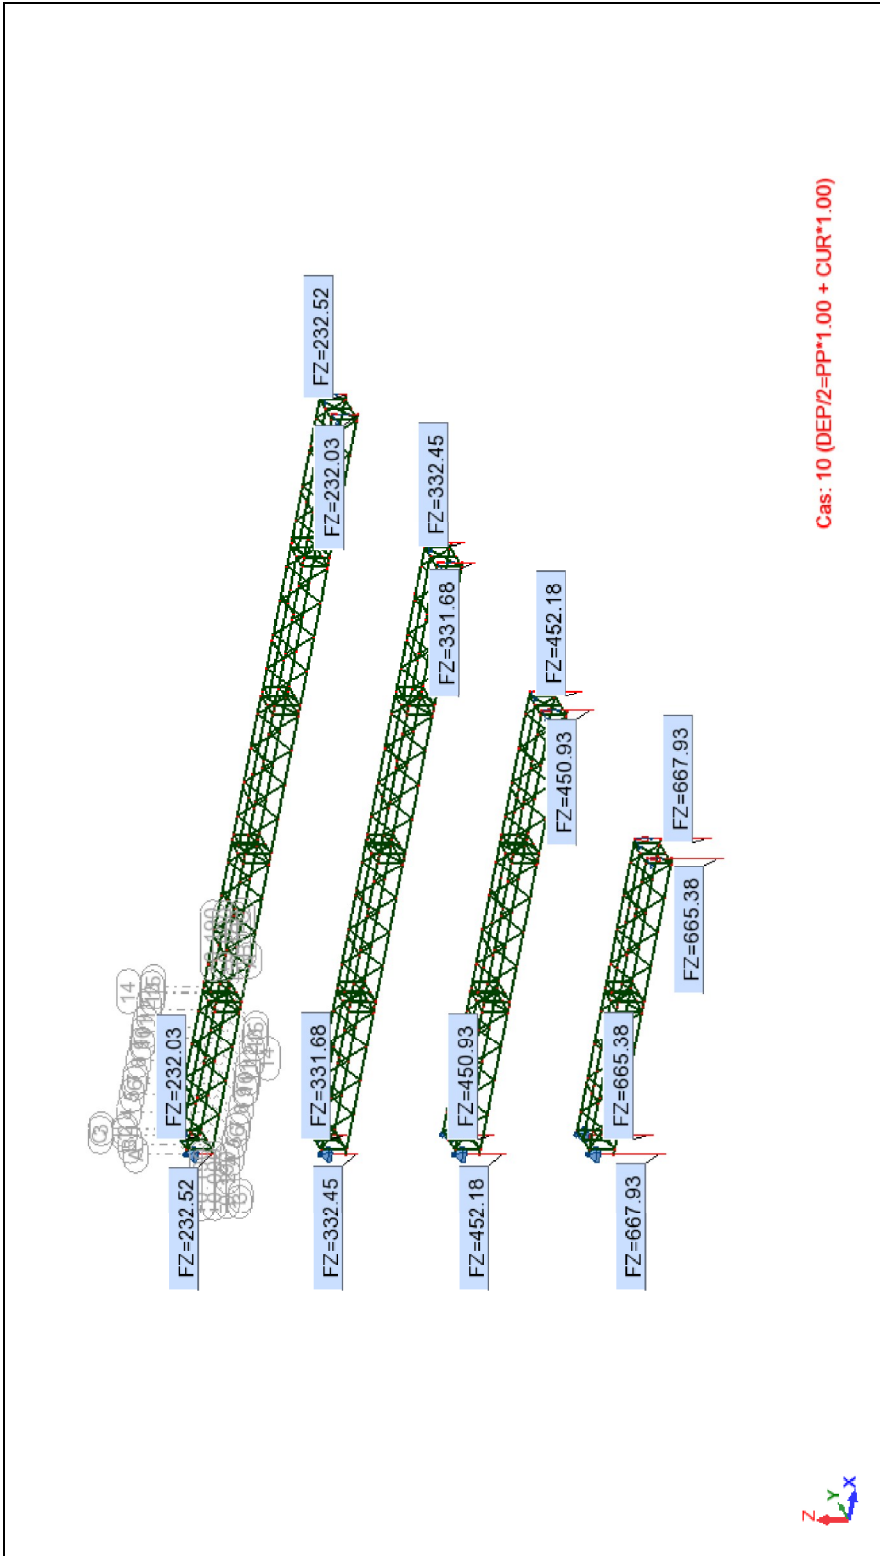 FZ=232.52
FZ=232.03
FZ=232.03
FZ=232.52
FZ=332.45
FZ=331.68
FZ=331.68
FZ=332.45
FZ=452.18
FZ=450.93
FZ=450.93
FZ=452.18
FZ=667.93
FZ=665.38
FZ=665.38
FZ=667.93
14
14
Cas: 10 (DEP/2=PP*1.00 + CUR*1.00)
Z
Y
X